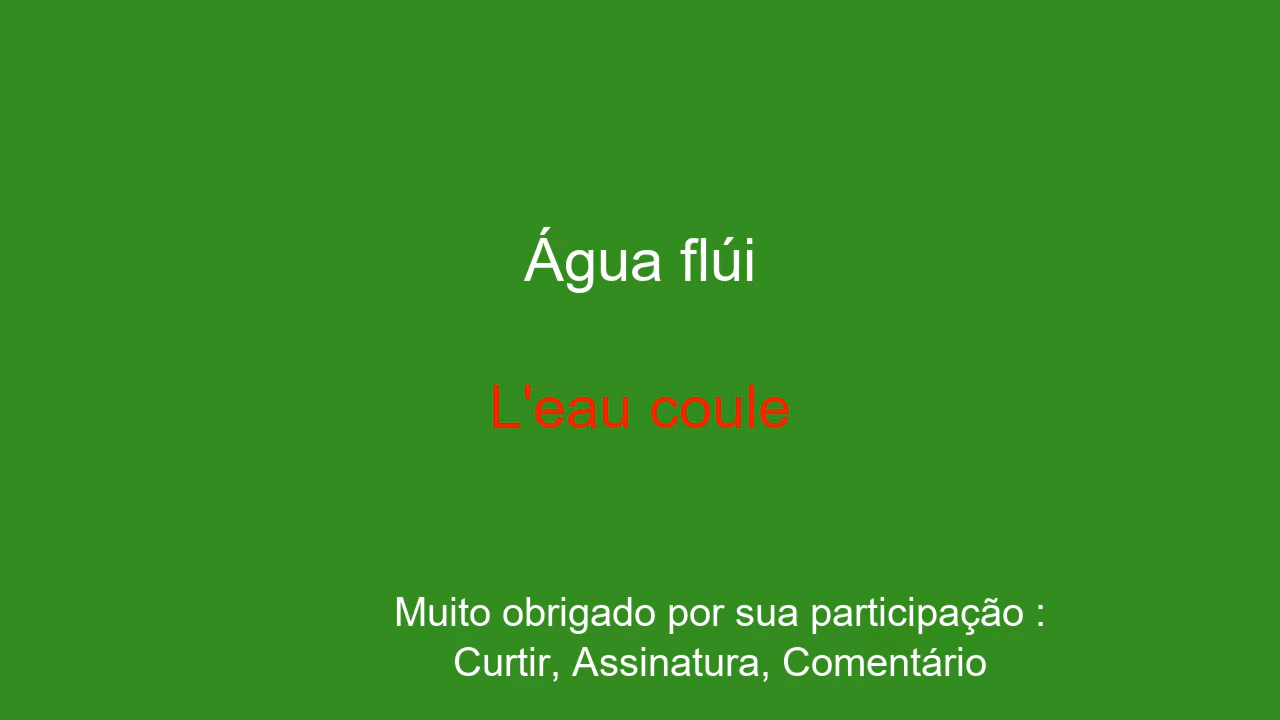 Água flúi
L'eau coule
Muito obrigado por sua participação :
Curtir, Assinatura, Comentário